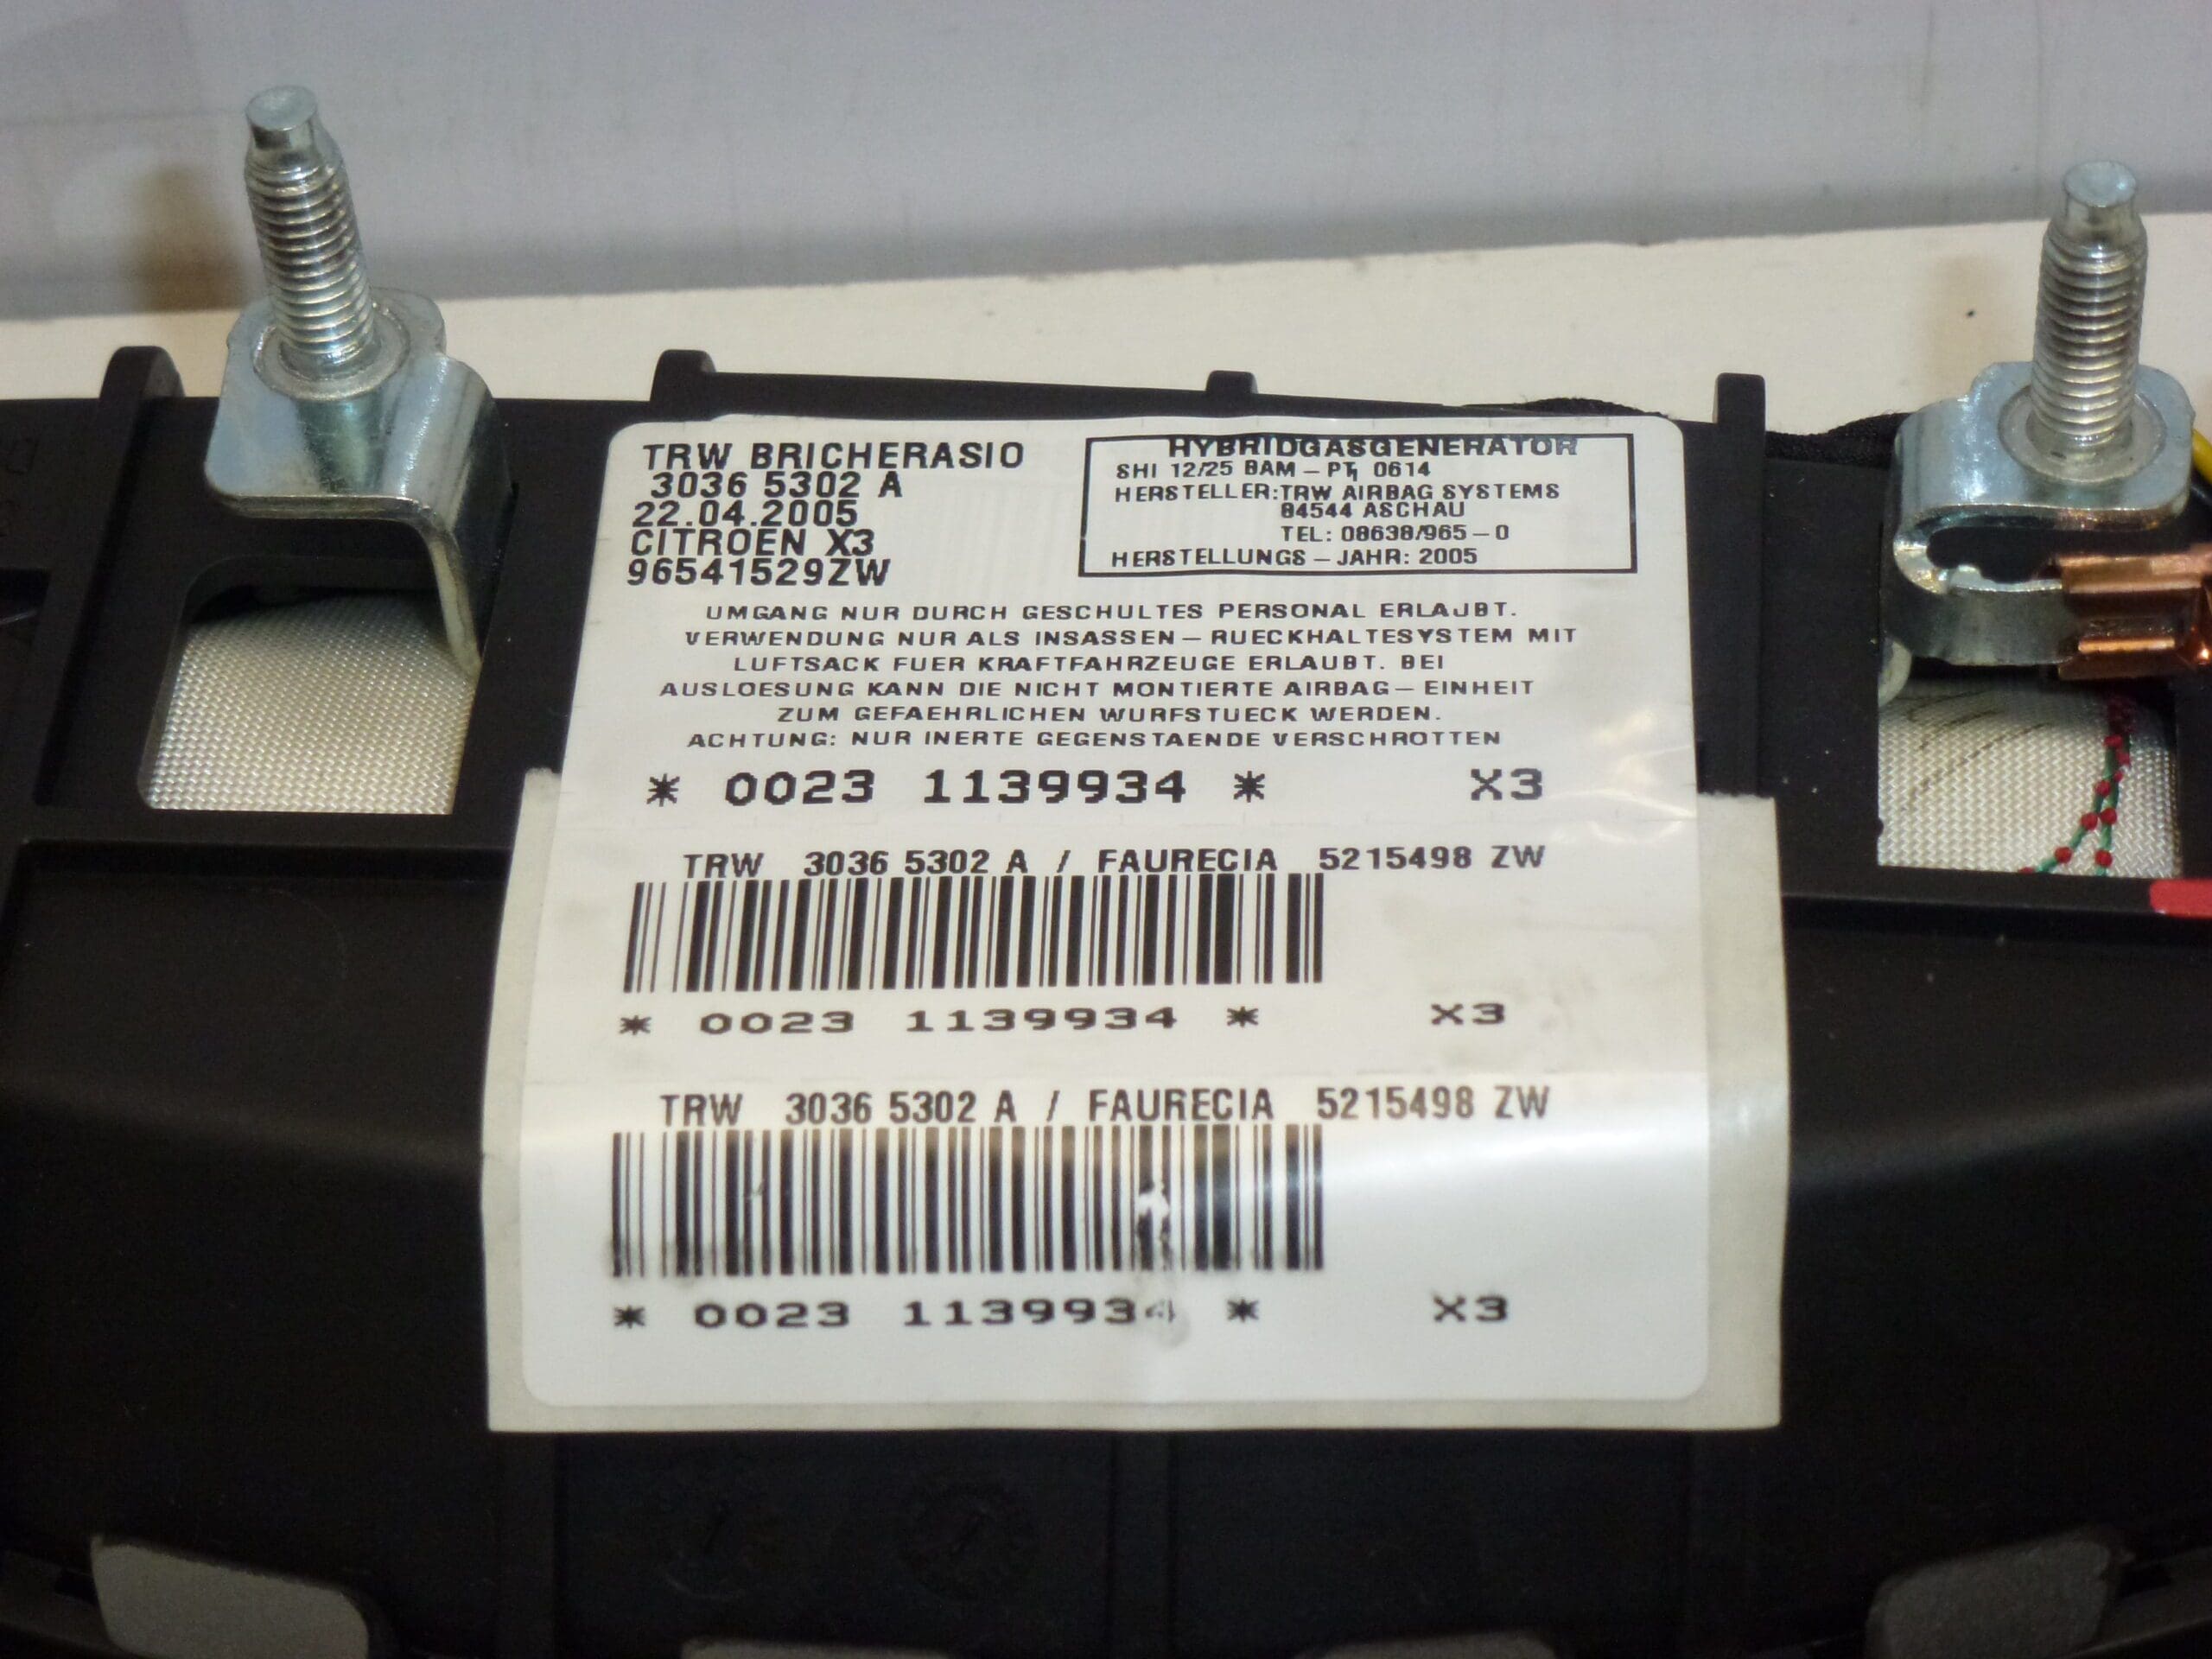 TRW BRICHERASIO
3036 5302 A
22.04.2005
CITROEN X3
96541529ZW
HYBRIDGASGENERATOR
SHI 12/25 BAM – PT₁ 0614
HERSTELLER: TRW AIRBAG SYSTEMS
84544 ASCHAU
TEL: 08638/965 – 0
HERSTELLUNGS – JAHR: 2005
UMGANG NUR DURCH GESCHULTES PERSONAL ERLAUBT.
VERWENDUNG NUR ALS INSASSEN – RUECKHALTESYSTEM MIT
LUFTSACK FUER KRAFTFAHRZEUGE ERLAUBT. BEI
AUSLOESUNG KANN DIE NICHT MONTIERTE AIRBAG – EINHEIT
ZUM GEFAEHRLICHEN WURFSTUECK WERDEN.
ACHTUNG: NUR INERTE GEGENSTAENDE VERSCHROTTEN
* 0023 1139934 * X3
TRW 3036 5302 A / FAURECIA 5215498 ZW
* 0023 1139934 * X3
TRW 3036 5302 A / FAURECIA 5215498 ZW
* 0023 1139934 * X3